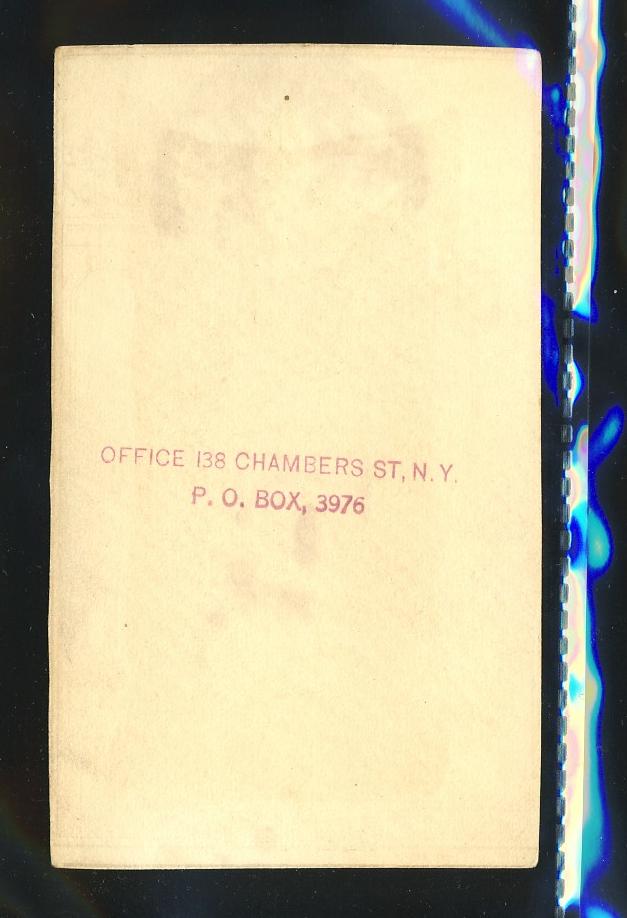 OFFICE 138 CHAMBERS ST, N.Y.
P. O. BOX, 3976